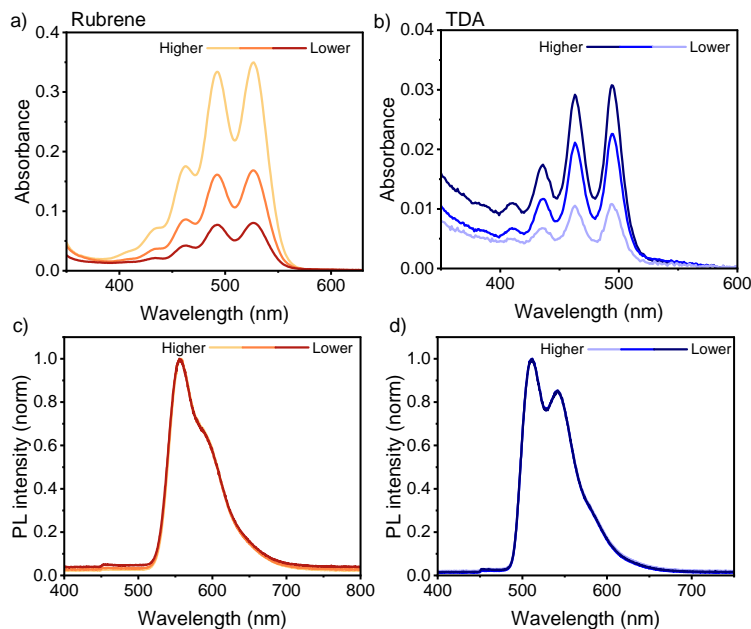 a) Rubrene
Higher Lower
0.4
0.3
0.2
0.1
0.0
Absorbance
400 500 600
Wavelength (nm)
b) TDA
Higher Lower
0.04
0.03
0.02
0.01
0.00
Absorbance
400 500 600
Wavelength (nm)
c)
Higher Lower
1.0
0.8
0.6
0.4
0.2
0.0
PL intensity (norm)
400 500 600 700 800
Wavelength (nm)
d)
Higher Lower
1.0
0.8
0.6
0.4
0.2
0.0
PL intensity (norm)
400 500 600 700
Wavelength (nm)